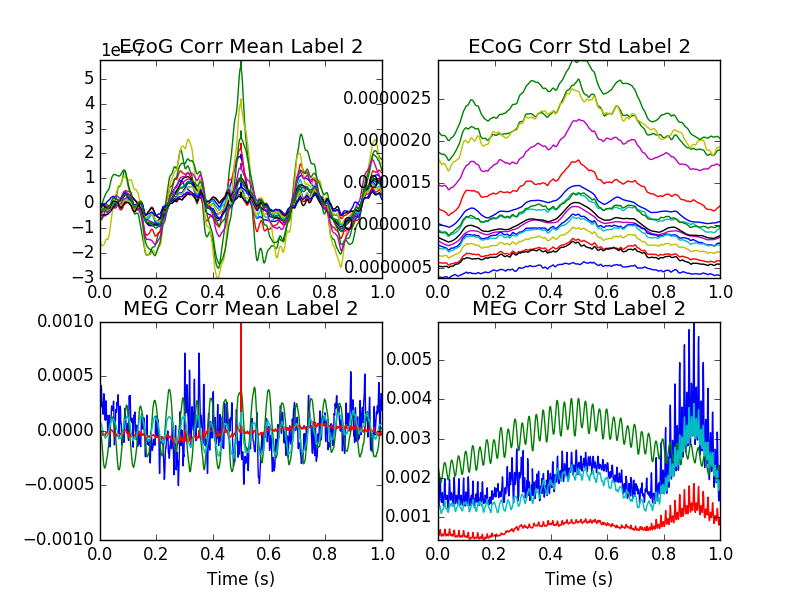 1e−7
ECoG Corr Mean Label 2
5
4
3
2
1
0
−1
−2
−3
0.0 0.2 0.4 0.6 0.8 1.0
ECoG Corr Std Label 2
0.0000025
0.0000020
0.0000015
0.0000010
0.0000005
0.0 0.2 0.4 0.6 0.8 1.0
MEG Corr Mean Label 2
0.0010
0.0005
0.0000
−0.0005
−0.0010
0.0 0.2 0.4 0.6 0.8 1.0
Time (s)
MEG Corr Std Label 2
0.005
0.004
0.003
0.002
0.001
0.0 0.2 0.4 0.6 0.8 1.0
Time (s)